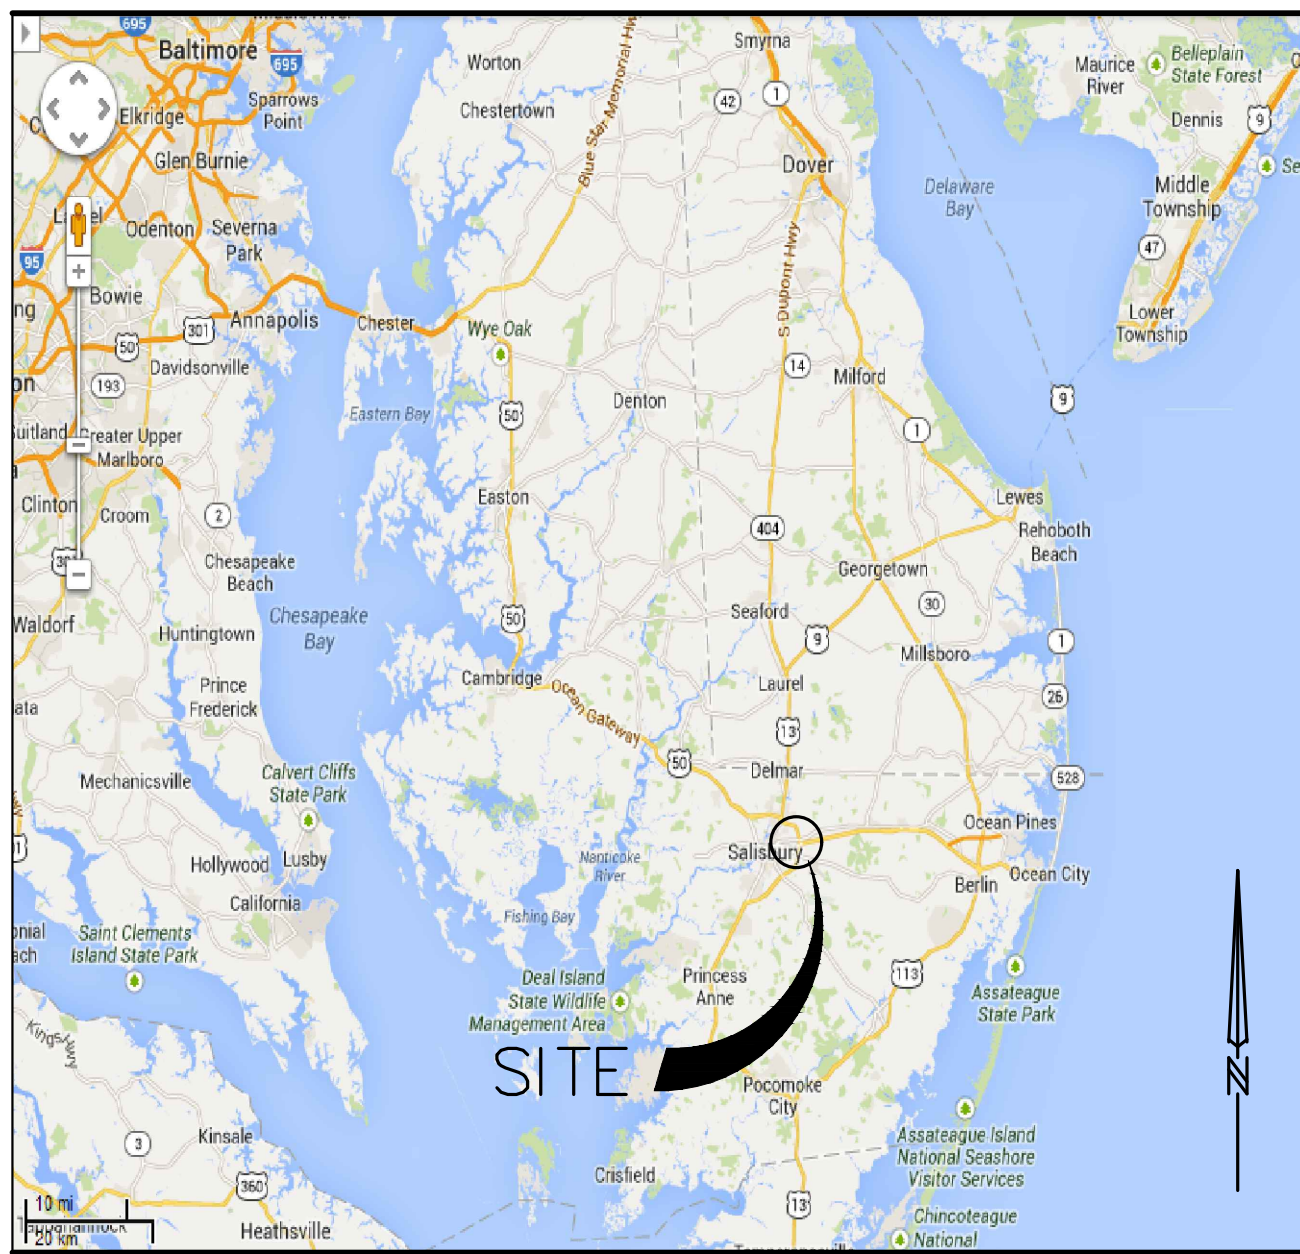 695
Baltimore
695
Elkridge
Sparrows
Point
Glen Burnie
Odenton
Severna
Park
95
Bowie
301
Annapolis
50
Davidsonville
193
Greater Upper
Marlboro
Clinton
Croom
2
Chesapeake
Beach
Waldorf
Huntingtown
Chesapeake
Bay
Prince
Frederick
Mechanicsville
Calvert Cliffs
State Park
Hollywood
Lusby
California
Saint Clements
Island State Park
3
Kinsale
360
Heathsville
10 mi
20 km
Worton
Chestertown
Blue Star Memorial Hw
Smyrna
42
1
Dover
Delaware
Bay
Maurice
River
Belleplain
State Forest
Dennis
9
Se
Middle
Township
47
Lower
Township
9
Chester
Wye Oak
S Dupont Hwy
14
Milford
Eastern Bay
50
Denton
1
Easton
404
Lewes
Rehoboth
Beach
Georgetown
30
50
Seaford
9
Millsboro
1
Cambridge
Ocean Gateway
Laurel
26
13
50
Delmar
528
Ocean Pines
Salisbury
Nanticoke
River
Berlin
Ocean City
Fishing Bay
Deal Island
State Wildlife
Management Area
Princess
Anne
113
Assateague
State Park
SITE
N
Pocomoke
City
Crisfield
Assateague Island
National Seashore
Visitor Services
13
Chincoteague
National